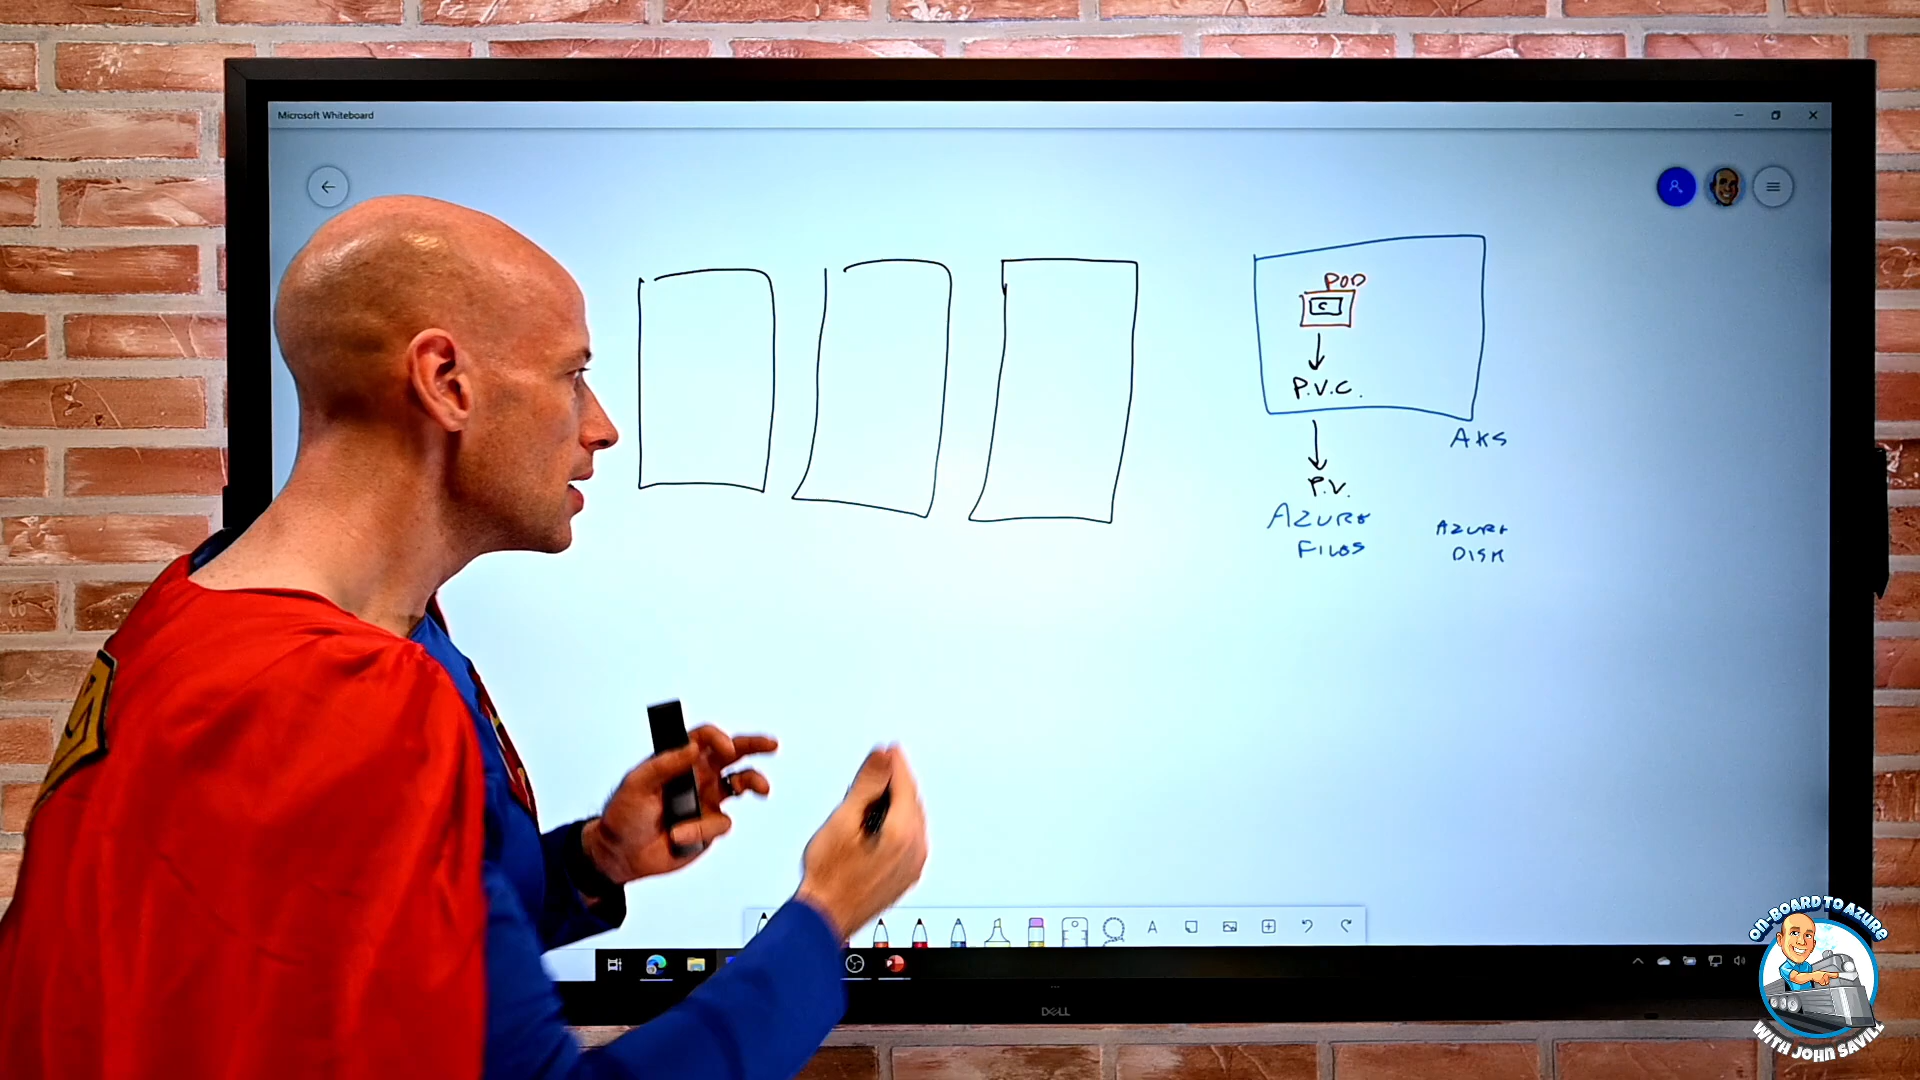 Microsoft Whiteboard
POD
C
P.V.C.
AKS
P.V.
AZURE
FILES
AZURE
DISK
A
DELL
ON-BOARD TO AZURE
WITH JOHN SAVILL